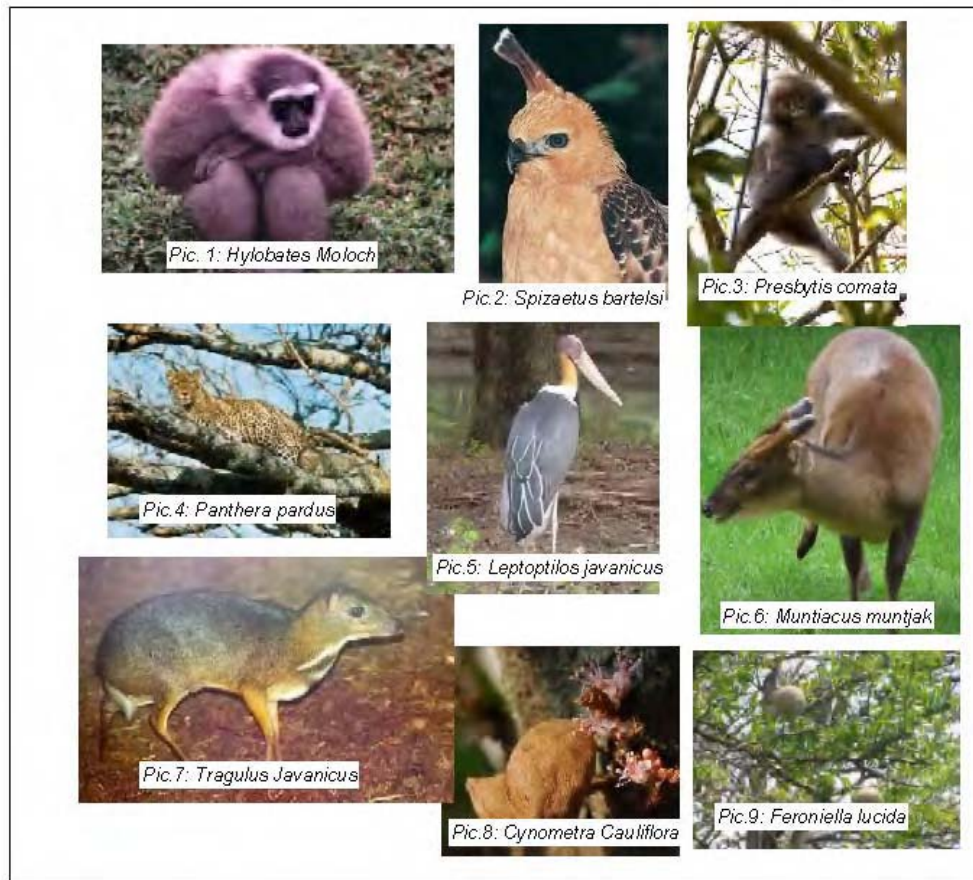 Pic. 1: Hylobates Moloch
Pic.2: Spizaetus bartelsi
Pic.3: Presbytis comata
Pic.4: Panthera pardus
Pic.5: Leptoptilos javanicus
Pic.6: Muntiacus muntjak
Pic.7: Tragulus Javanicus
Pic.8: Cynometra Cauliflora
Pic.9: Feroniella lucida